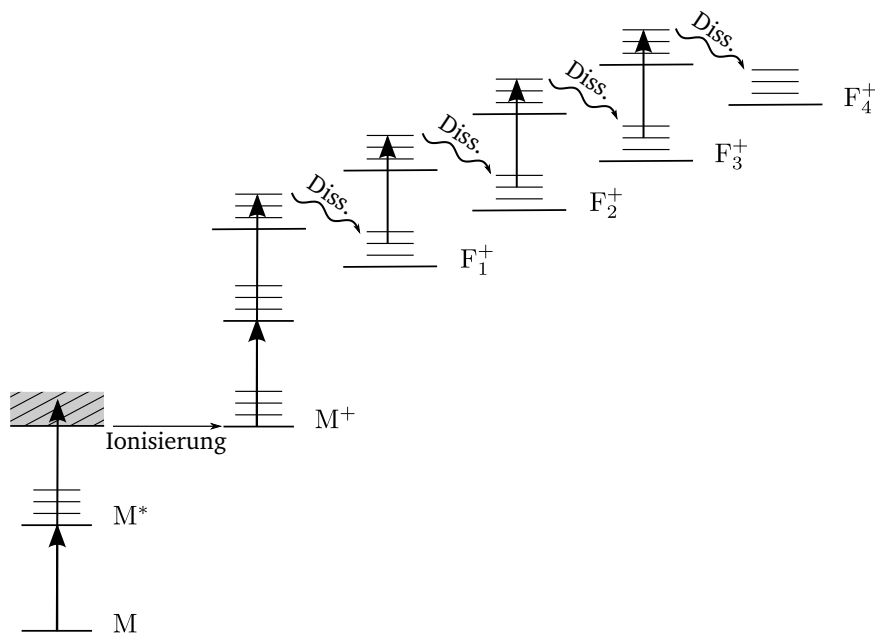 Diss.
F₄⁺
Diss.
F₃⁺
Diss.
F₂⁺
Diss.
F₁⁺
M⁺
Ionisierung
M*
M